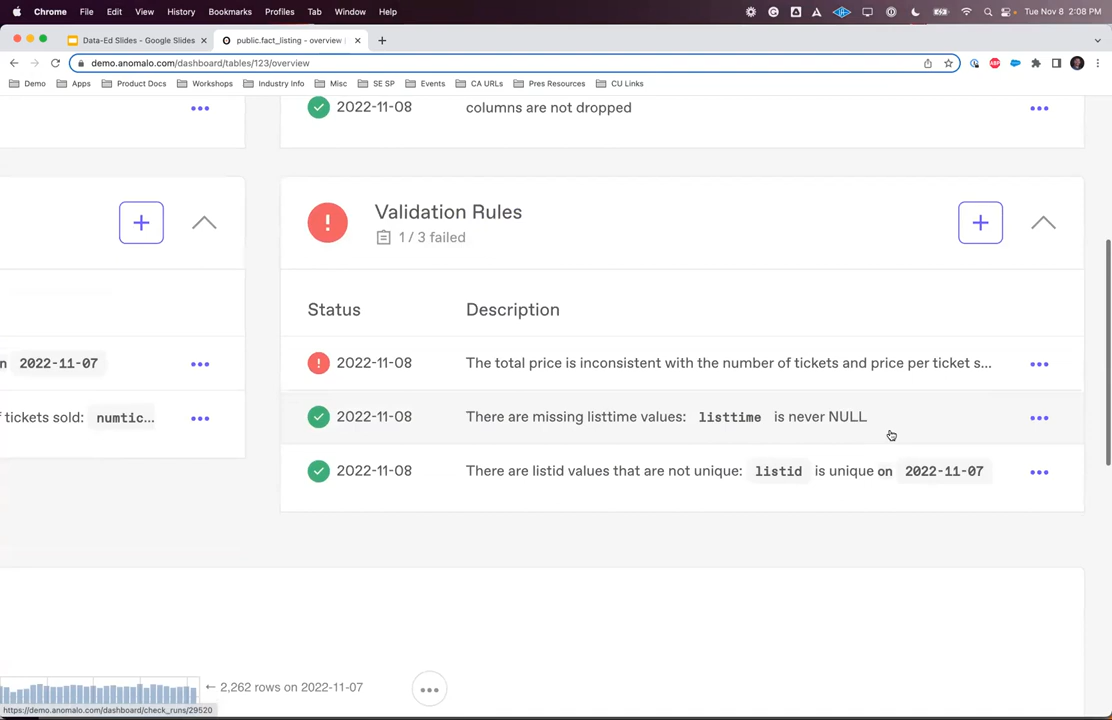 Chrome File Edit View History Bookmarks Profiles Tab Window Help Tue Nov 8 2:08 PM
Data-Ed Slides - Google Slides public.fact_listing - overview
demo.anomalo.com/dashboard/tables/123/overview
Demo Apps Product Docs Workshops Industry Info Misc SE SP Events CA URLs Pres Resources CU Links
2022-11-08 columns are not dropped
Validation Rules
1 / 3 failed
Status Description
n 2022-11-07
2022-11-08 The total price is inconsistent with the number of tickets and price per ticket s...
f tickets sold: numtic...
2022-11-08 There are missing listtime values: listtime is never NULL
2022-11-08 There are listid values that are not unique: listid is unique on 2022-11-07
← 2,262 rows on 2022-11-07
https://demo.anomalo.com/dashboard/check_runs/29520